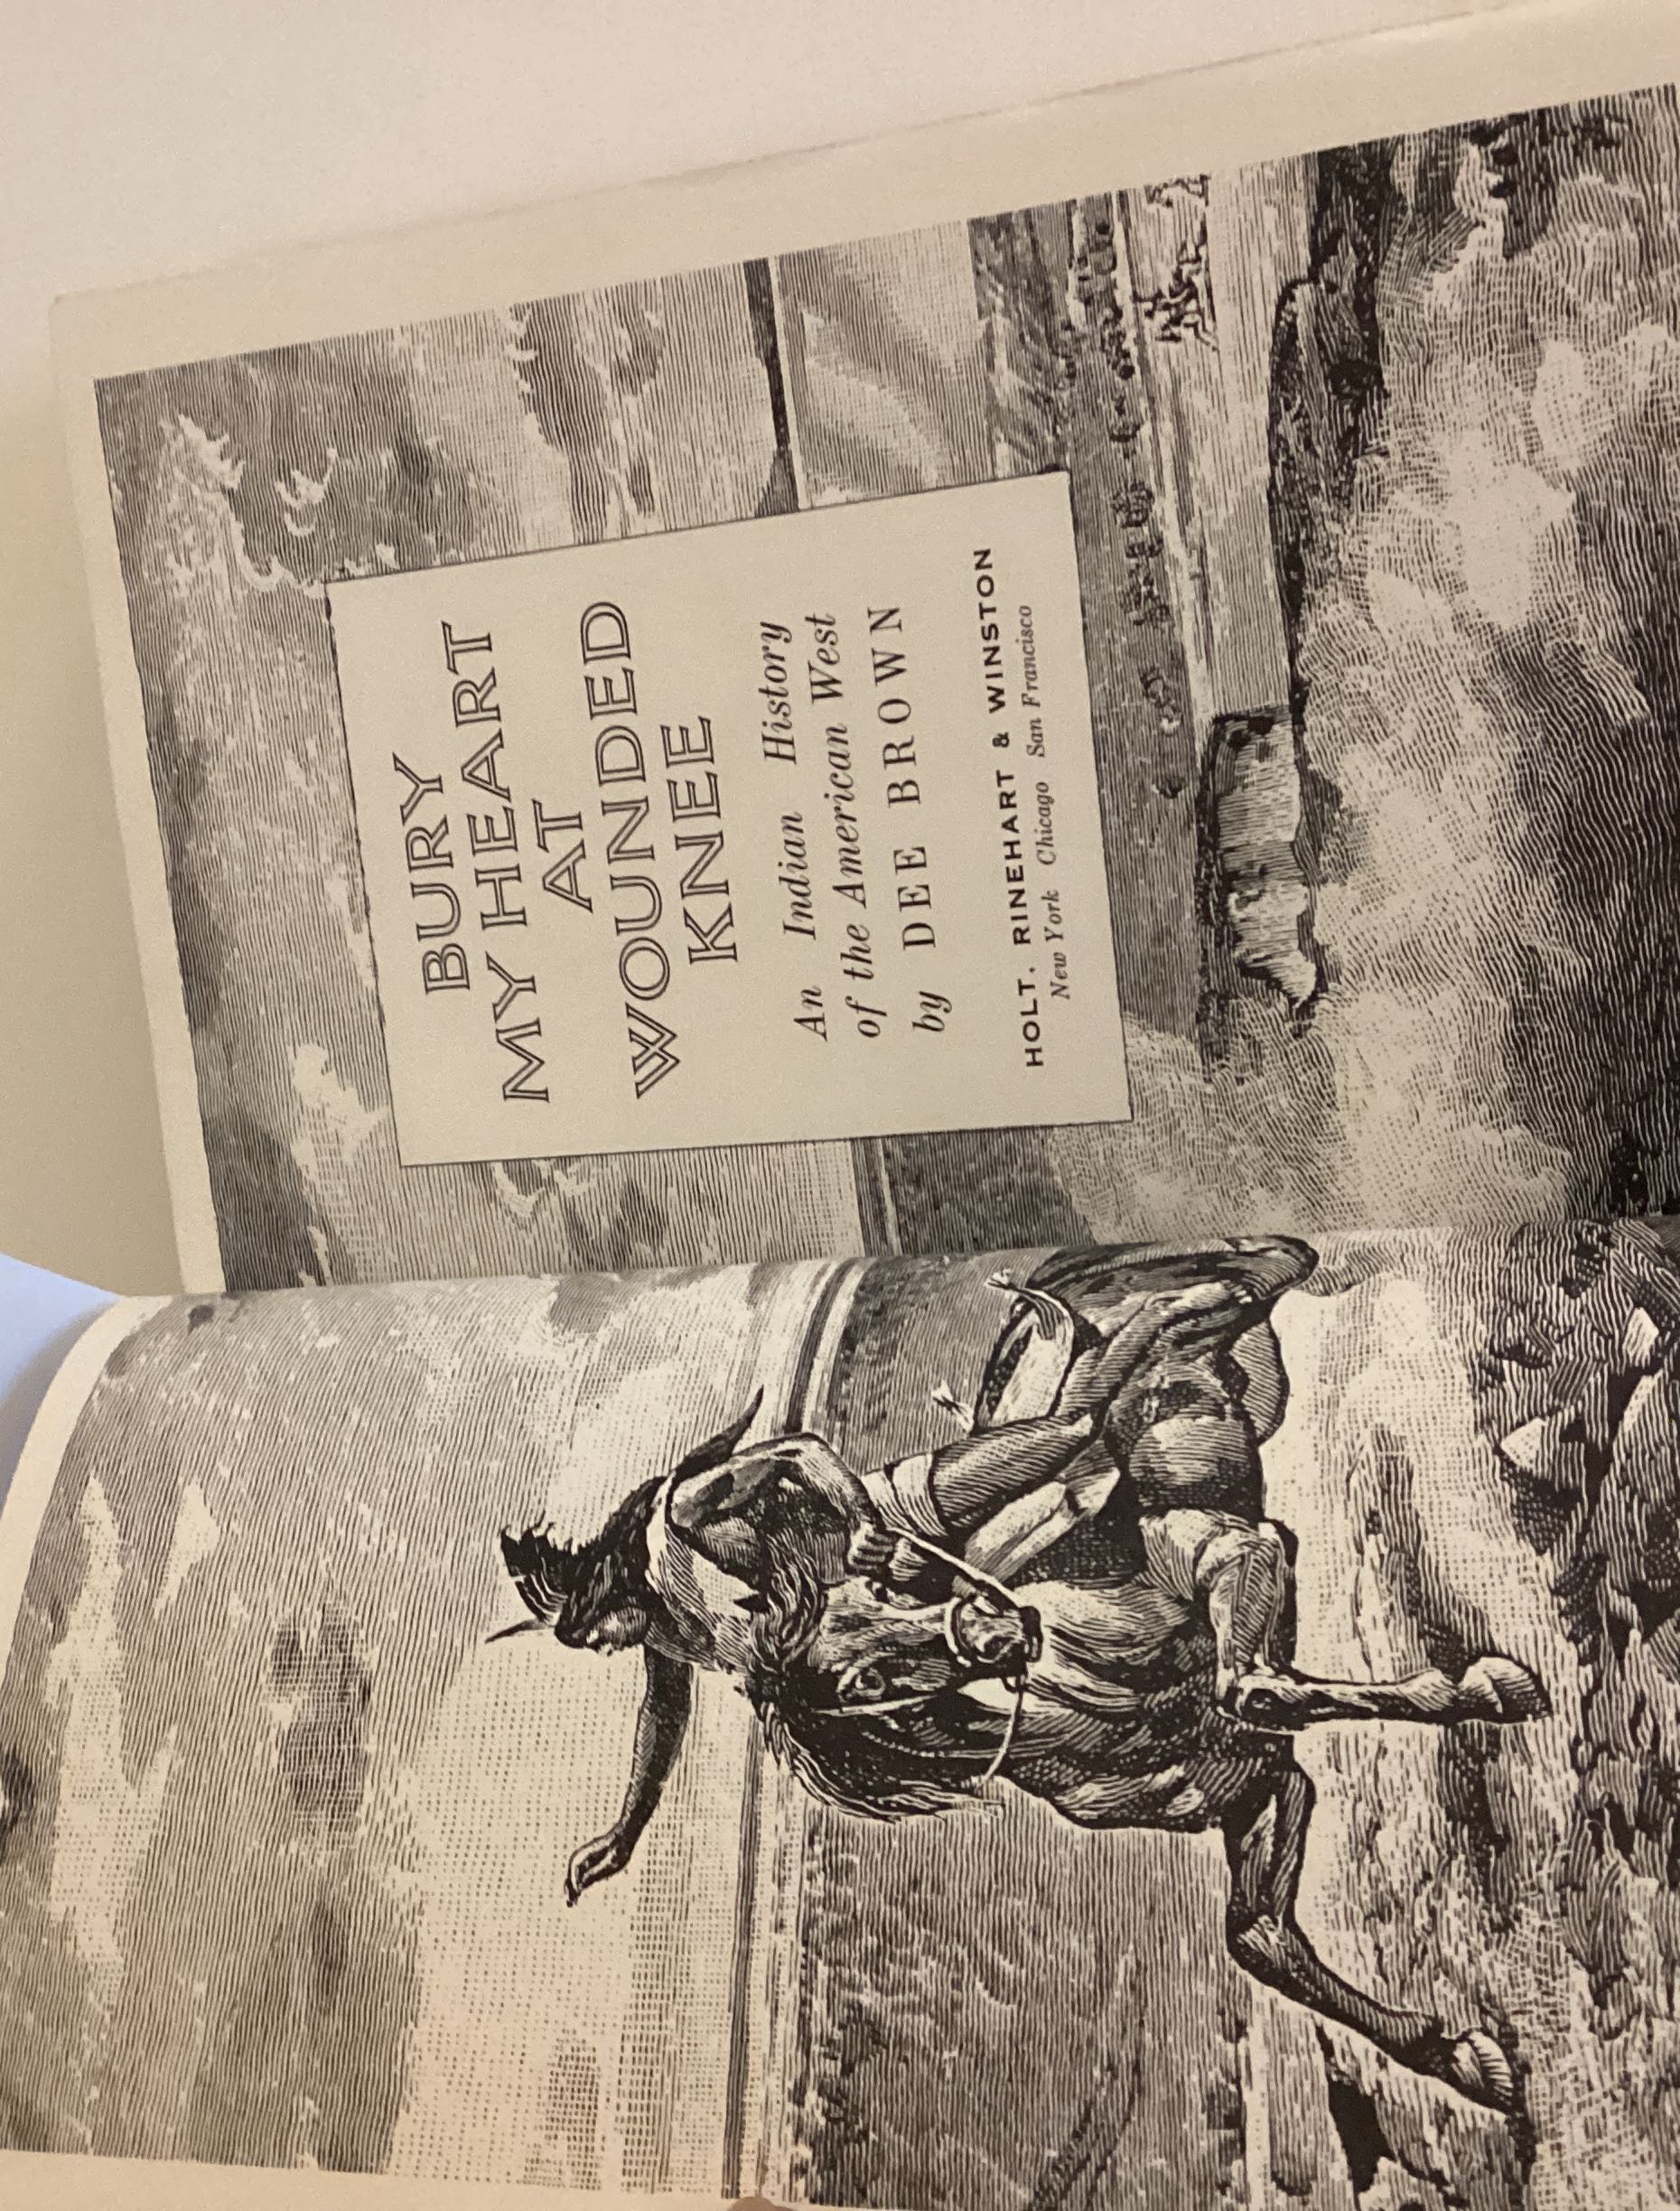 BURY
MY HEART
AT
WOUNDED
KNEE
An Indian History
of the American West
by DEE BROWN
HOLT, RINEHART & WINSTON
New York Chicago San Francisco